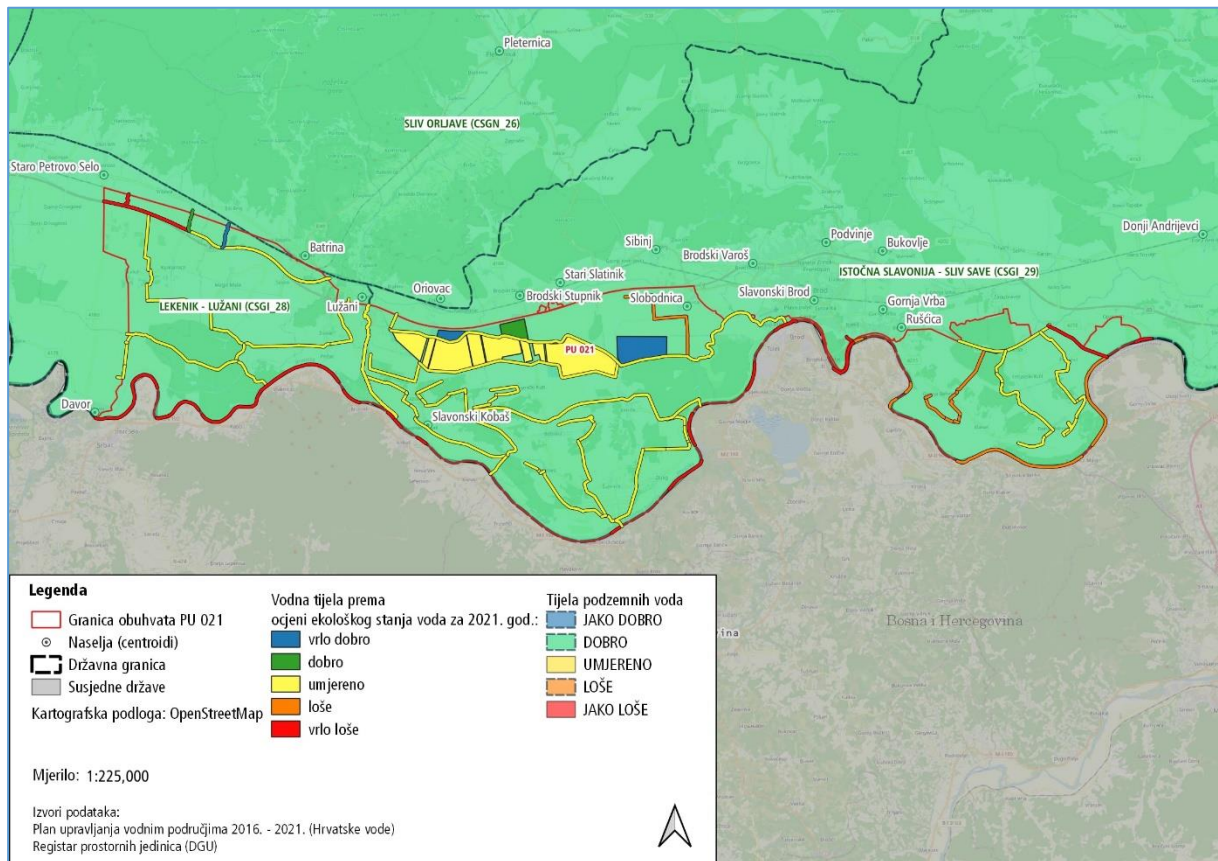 Pleternica
SLIV ORLJAVE (CSGN_26)
Staro Petrovo Selo
Batrina
Sibinj
Podvinje
Bukovlje
Donji Andrijevci
Brodski Varoš
ISTOČNA SLAVONIJA - SLIV SAVE (CSGI_29)
Stari Slatinik
Oriovac
Brodski Stupnik
Lužani
LEKENIK - LUŽANI (CSGI_28)
Slobodnica
Slavonski Brod
Gornja Vrba
Rušćica
PU 021
Davor
Slavonski Kobaš
Bosna i Hercegovina
Legenda
Granica obuhvata PU 021
Naselja (centroidi)
Državna granica
Susjedne države
Kartografska podloga: OpenStreetMap
Vodna tijela prema
ocjeni ekološkog stanja voda za 2021. god.:
vrlo dobro
dobro
umjereno
loše
vrlo loše
Tijela podzemnih voda
JAKO DOBRO
DOBRO
UMJERENO
LOŠE
JAKO LOŠE
Mjerilo: 1:225,000
Izvori podataka:
Plan upravljanja vodnim područjima 2016. - 2021. (Hrvatske vode)
Registar prostornih jedinica (DGU)